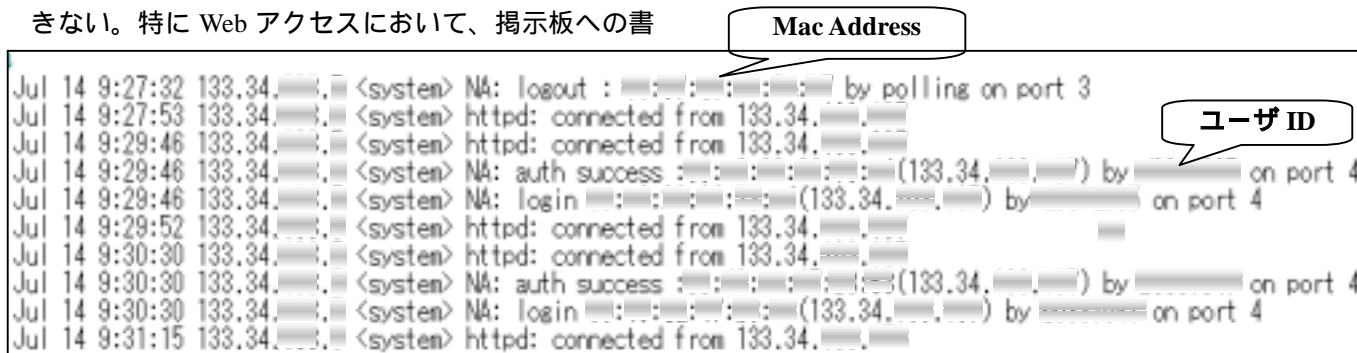 きない。特に Web アクセスにおいて、掲示板への書
Mac Address
Jul 14 9:27:32 133.34. <system> NA: logout : by polling on port 3
Jul 14 9:27:53 133.34. <system> httpd: connected from 133.34.
ユーザ ID
Jul 14 9:29:46 133.34. <system> httpd: connected from 133.34.
Jul 14 9:29:46 133.34. <system> NA: auth success : (133.34. ) by on port 4
Jul 14 9:29:46 133.34. <system> NA: login (133.34. ) by on port 4
Jul 14 9:29:52 133.34. <system> httpd: connected from 133.34.
Jul 14 9:30:30 133.34. <system> httpd: connected from 133.34.
Jul 14 9:30:30 133.34. <system> NA: auth success : (133.34. ) by on port 4
Jul 14 9:30:30 133.34. <system> NA: login (133.34. ) by on port 4
Jul 14 9:31:15 133.34. <system> httpd: connected from 133.34.